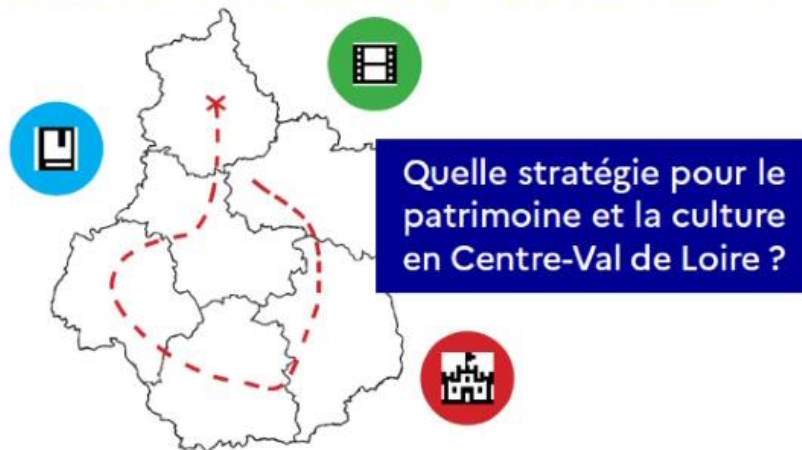 Quelle stratégie pour le
patrimoine et la culture
en Centre-Val de Loire ?